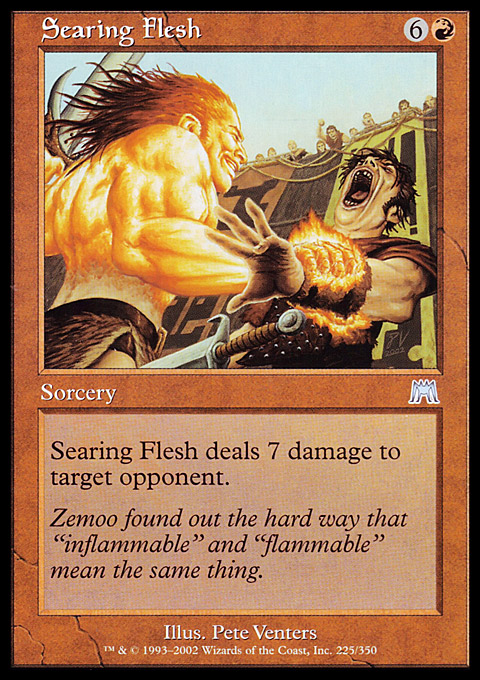 Searing Flesh
6
Sorcery
Searing Flesh deals 7 damage to
target opponent.
Zemoo found out the hard way that
“inflammable” and “flammable”
mean the same thing.
Illus. Pete Venters
™ & © 1993–2002 Wizards of the Coast, Inc. 225/350